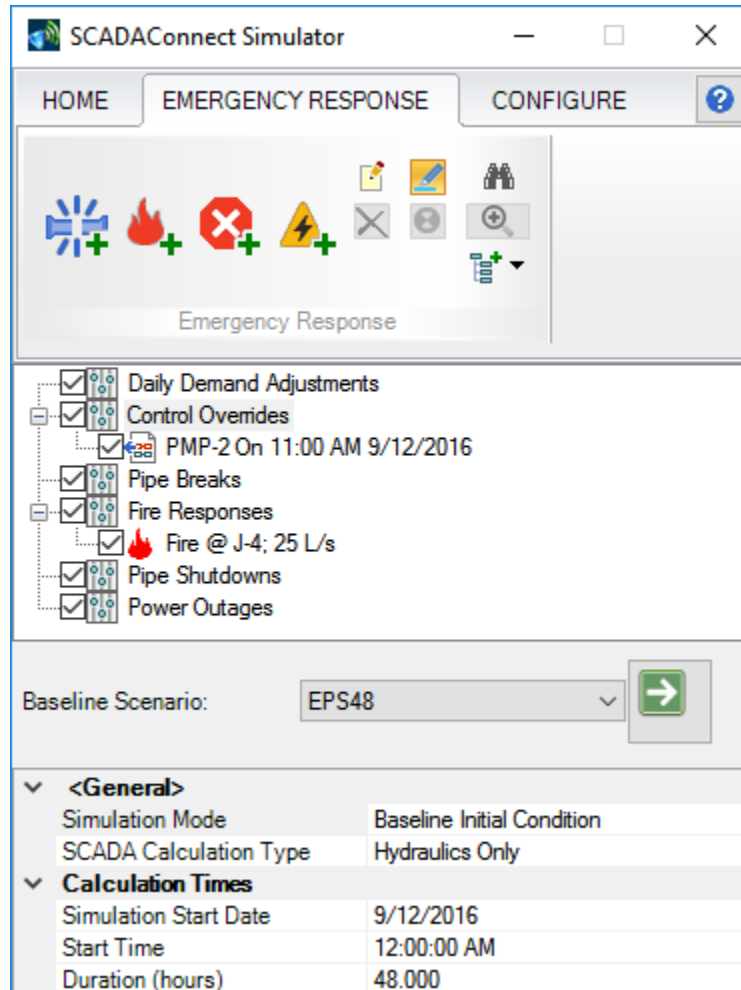 SCADAConnect Simulator
HOME EMERGENCY RESPONSE CONFIGURE ?
Emergency Response
Daily Demand Adjustments
Control Overrides
PMP-2 On 11:00 AM 9/12/2016
Pipe Breaks
Fire Responses
Fire @ J-4; 25 L/s
Pipe Shutdowns
Power Outages
Baseline Scenario: EPS48
<General>
Simulation Mode Baseline Initial Condition
SCADA Calculation Type Hydraulics Only
Calculation Times
Simulation Start Date 9/12/2016
Start Time 12:00:00 AM
Duration (hours) 48.000